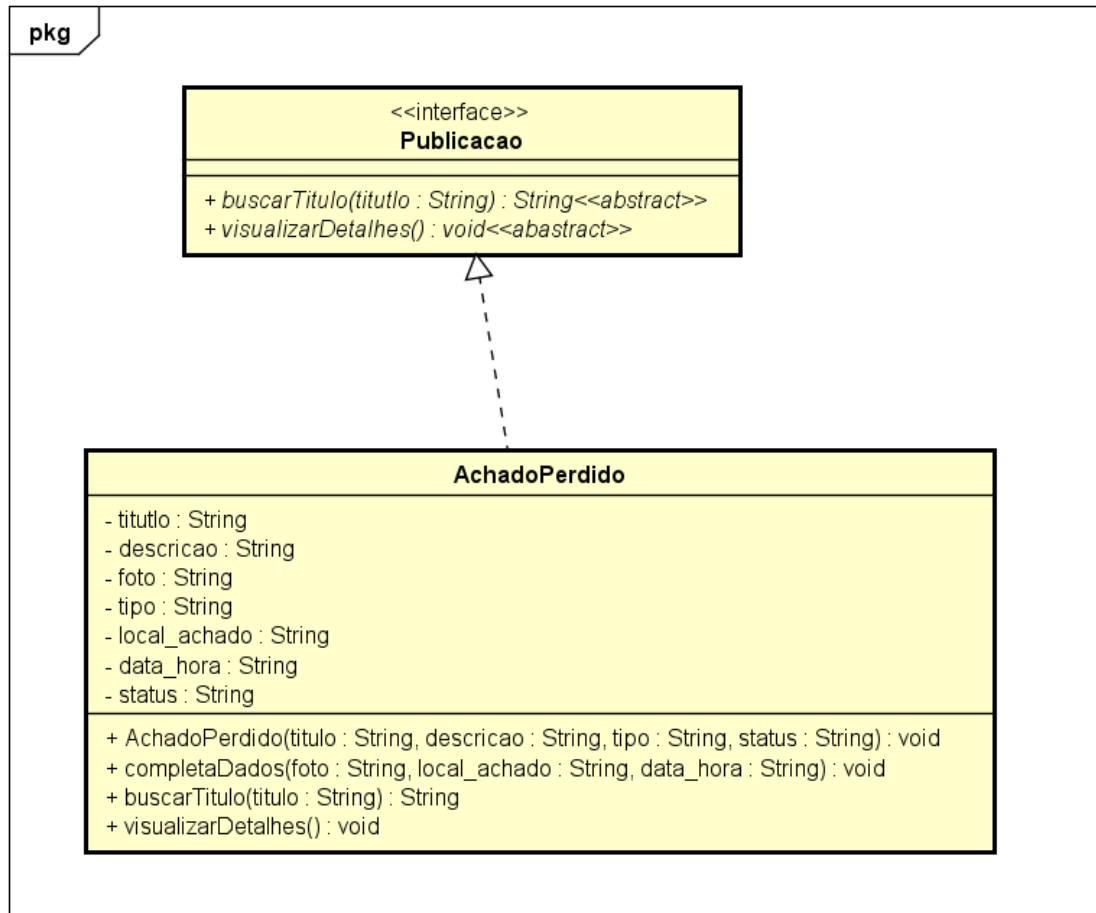 pkg
<<interface>>
Publicacao
+ buscarTitulo(titutlo : String) : String<<abstract>>
+ visualizarDetalhes() : void<<abastract>>
AchadoPerdido
- titutlo : String
- descricao : String
- foto : String
- tipo : String
- local_achado : String
- data_hora : String
- status : String
+ AchadoPerdido(titulo : String, descricao : String, tipo : String, status : String) : void
+ completaDados(foto : String, local_achado : String, data_hora : String) : void
+ buscarTitulo(titulo : String) : String
+ visualizarDetalhes() : void